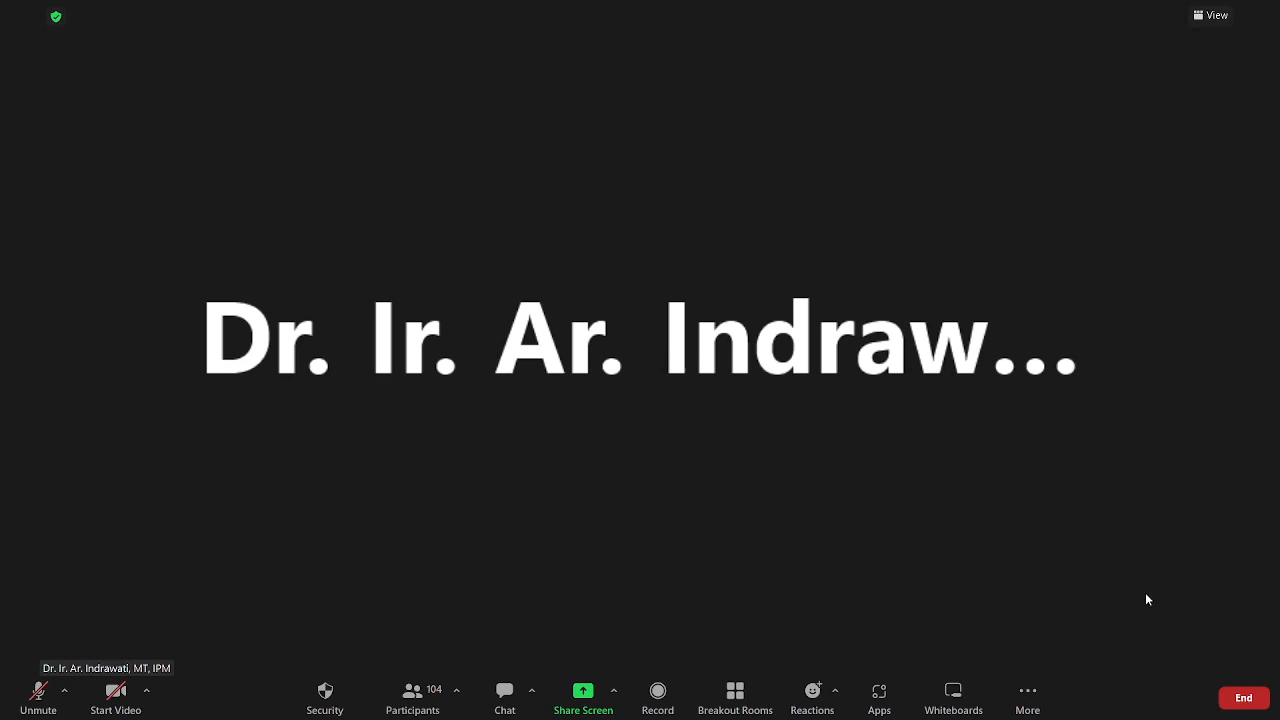 View
Dr. Ir. Ar. Indraw...
Dr. Ir. Ar. Indrawati, MT, IPM
Unmute
Start Video
Security
104
Participants
Chat
Share Screen
Record
Breakout Rooms
Reactions
Apps
Whiteboards
More
End